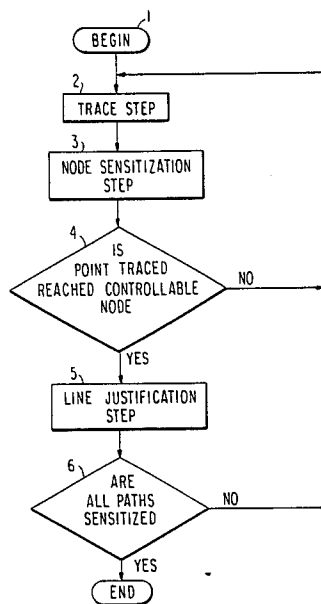 1
BEGIN
2
TRACE STEP
3
NODE SENSITIZATION
STEP
4
IS
POINT TRACED
REACHED CONTROLLABLE
NODE
NO
YES
5
LINE JUSTIFICATION
STEP
6
ARE
ALL PATHS
SENSITIZED
NO
YES
END